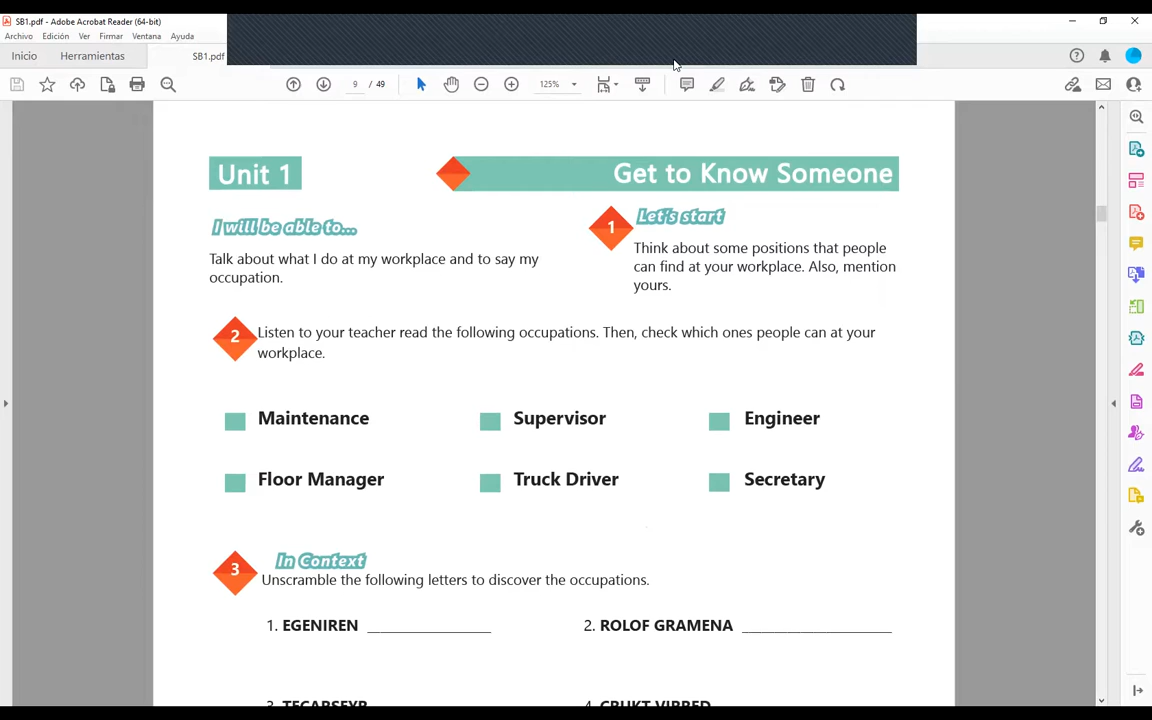 SB1.pdf - Adobe Acrobat Reader (64-bit)
Archivo Edición Ver Firmar Ventana Ayuda
Inicio Herramientas SB1.pdf
9 / 49 125%
Unit 1
Get to Know Someone
I will be able to...
Talk about what I do at my workplace and to say my
occupation.
1
Let's start
Think about some positions that people
can find at your workplace. Also, mention
yours.
2
Listen to your teacher read the following occupations. Then, check which ones people can at your
workplace.
Maintenance Supervisor Engineer
Floor Manager Truck Driver Secretary
3
In Context
Unscramble the following letters to discover the occupations.
1. EGENIREN ________________ 2. ROLOF GRAMENA ___________________